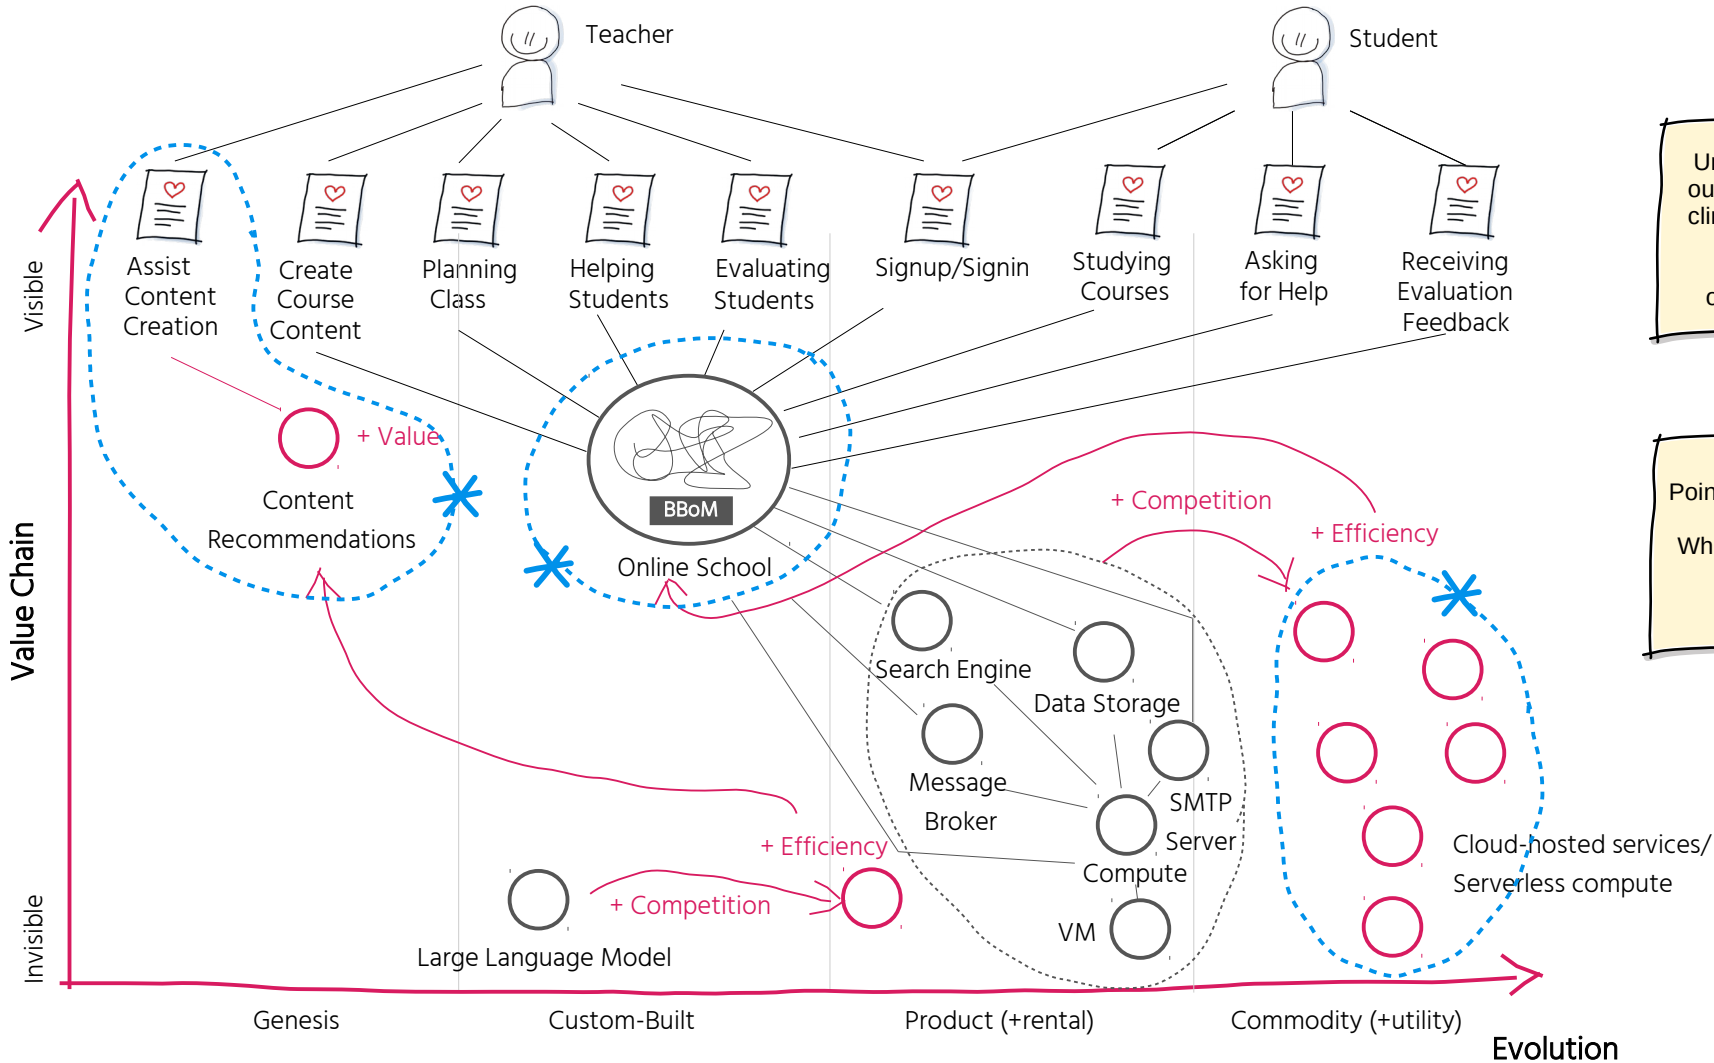 Teacher
Student
Assist
Content
Creation
Create
Course
Content
Planning
Class
Helping
Students
Evaluating
Students
Signup/Signin
Studying
Courses
Asking
for Help
Receiving
Evaluation
Feedback
Visible
Value Chain
Invisible
+ Value
Content
Recommendations
BBoM
Online School
+ Competition
+ Efficiency
Search Engine
Data Storage
Message
Broker
SMTP
Server
Compute
VM
+ Efficiency
+ Competition
Large Language Model
Cloud-hosted services/
Serverless compute
Genesis
Custom-Built
Product (+rental)
Commodity (+utility)
Evolution